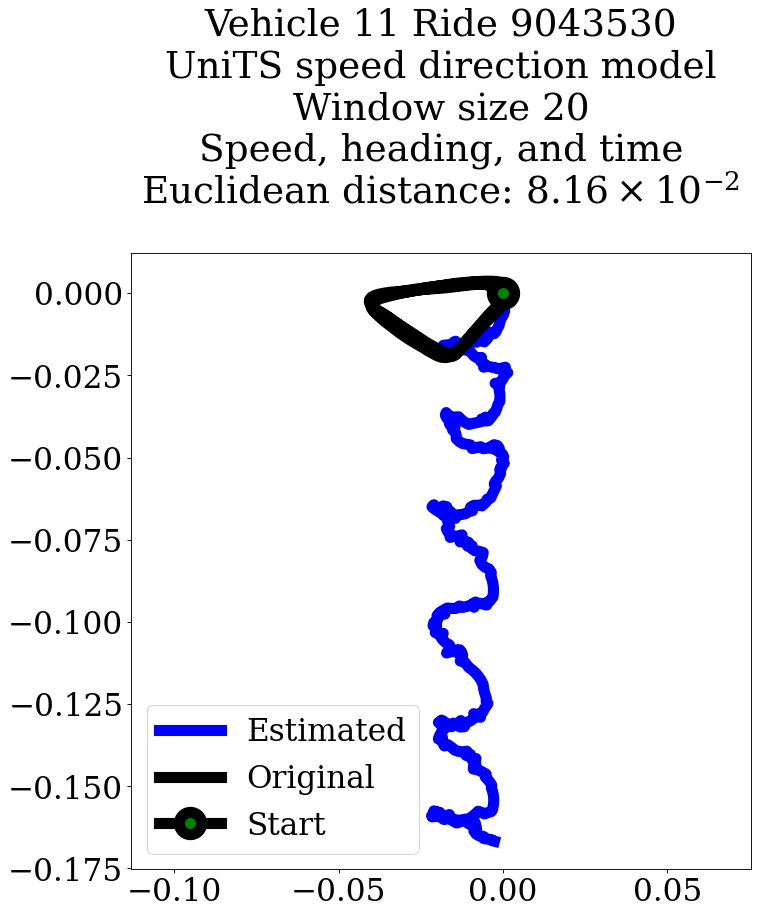 Vehicle 11 Ride 9043530
UniTS speed direction model
Window size 20
Speed, heading, and time
Euclidean distance: 8.16 × 10⁻²
0.000
−0.025
−0.050
−0.075
−0.100
−0.125
−0.150
−0.175
Estimated
Original
Start
−0.10 −0.05 0.00 0.05